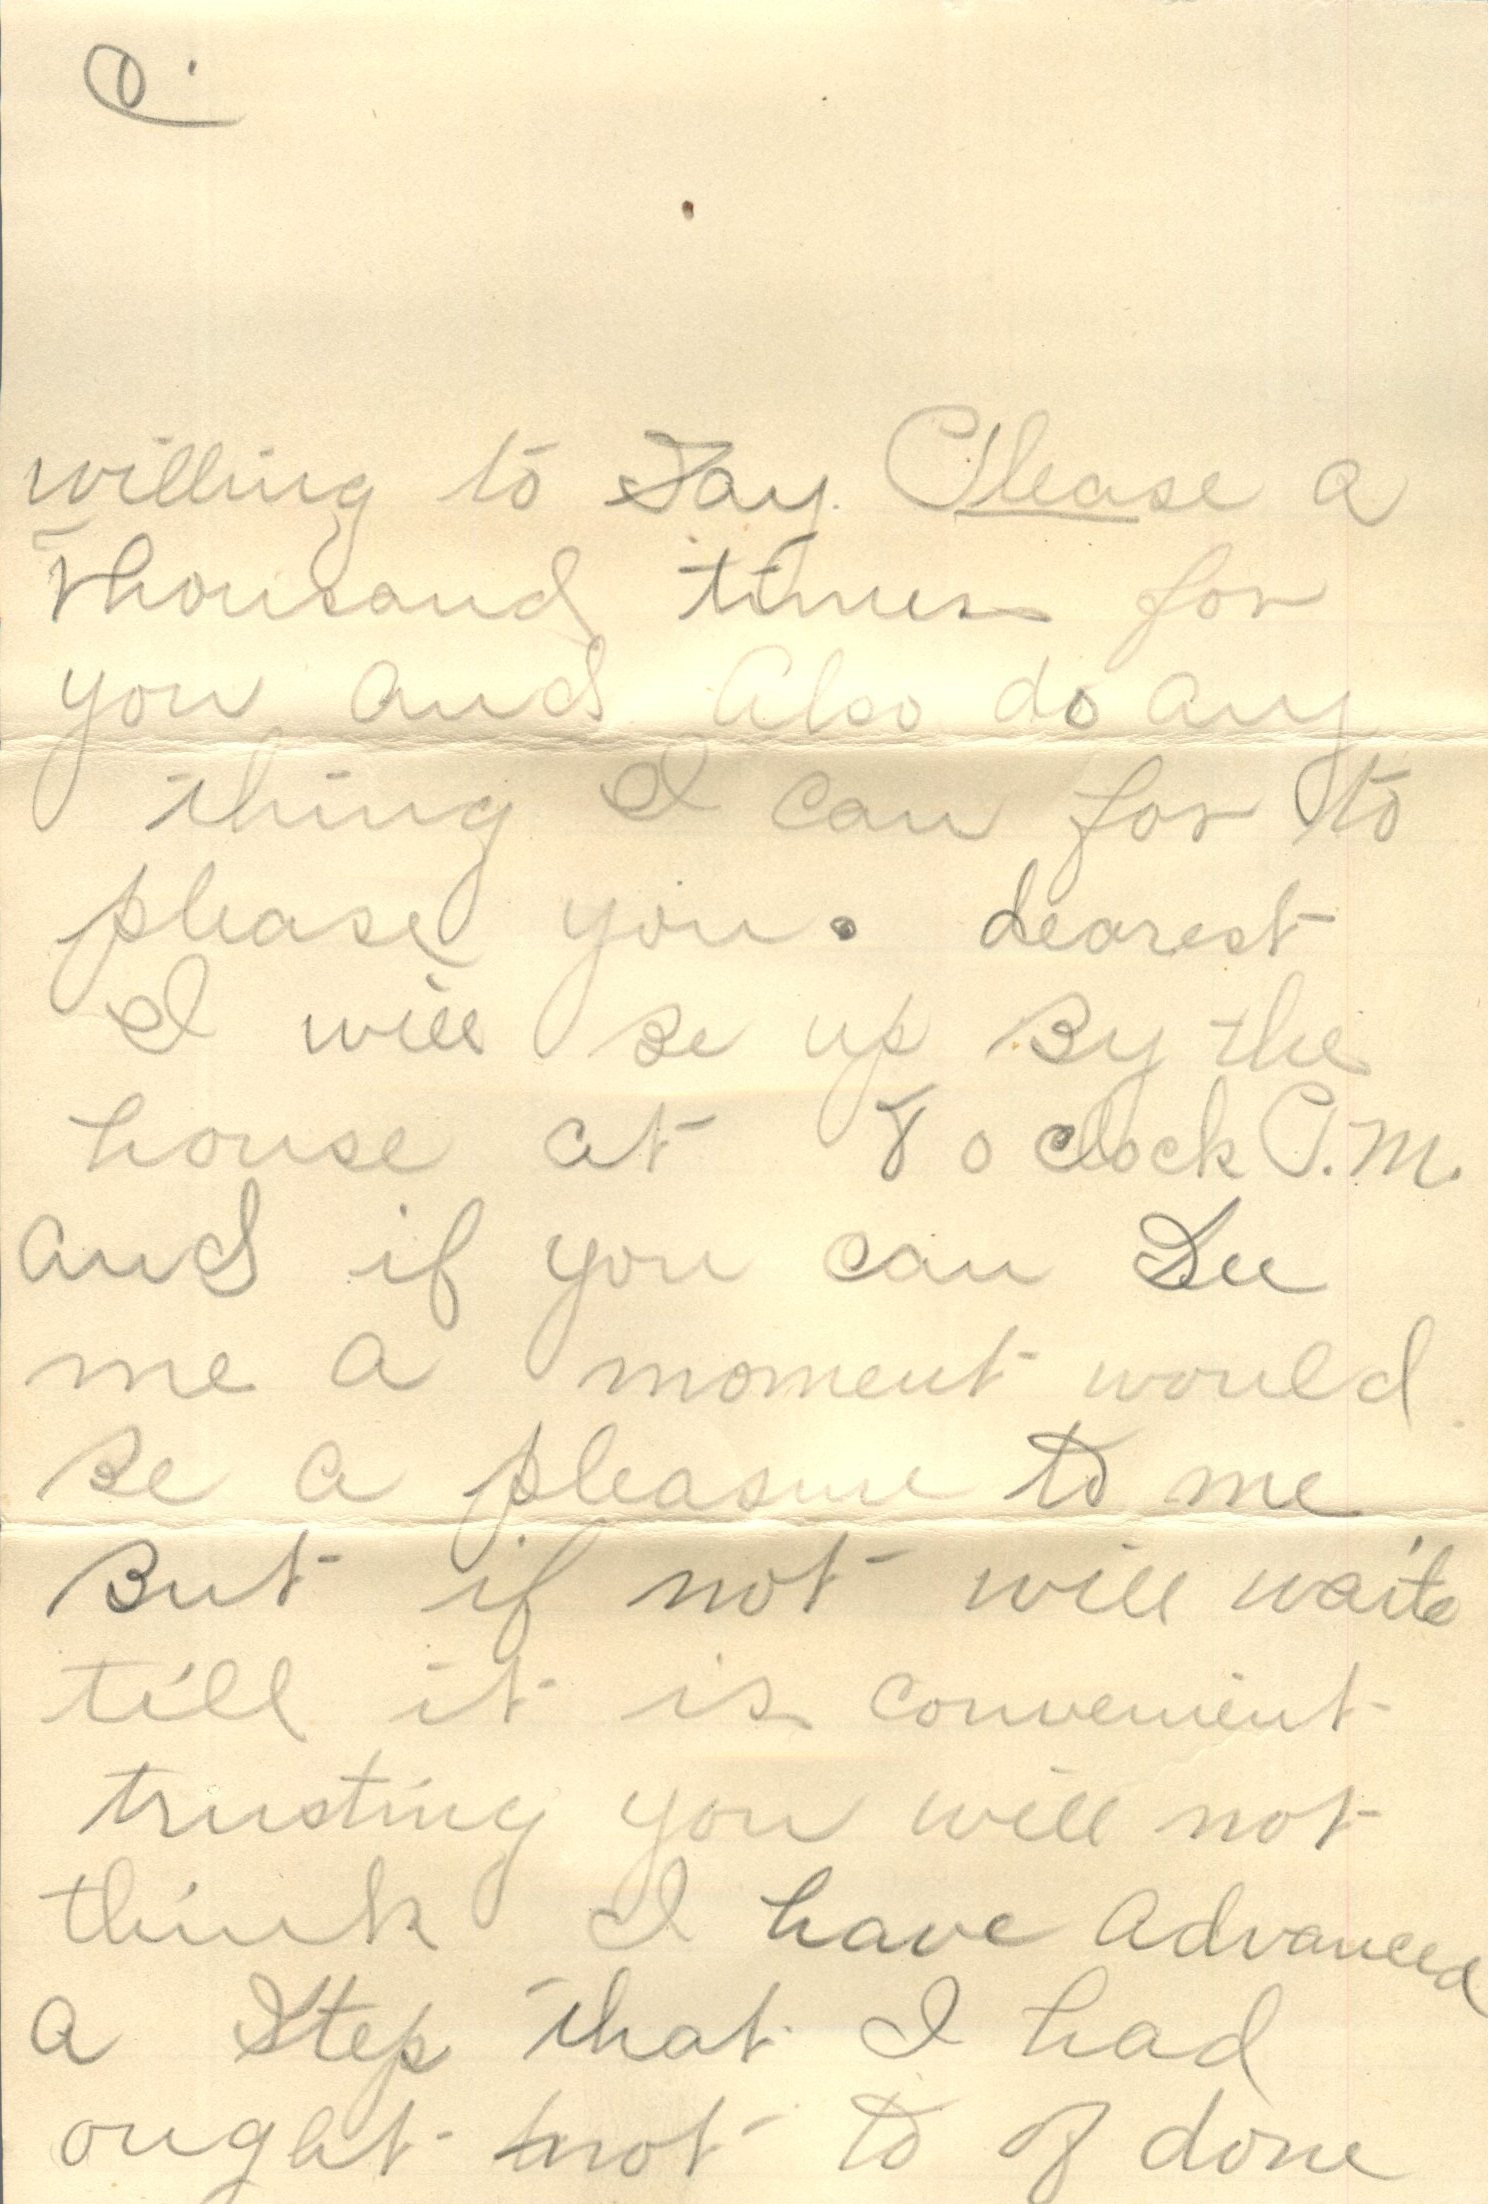 willing to Say. Please a
thousand times for
you and Also do any
thing I can for to
please you. dearest
I will Be up By the
house at 8 o clock P.M.
and if you can See
me a moment would
Be a pleasure to me
But if not will waite
till it is convenient
trusting you will not
think I have Advanced
a Step that I had
ought not to of done